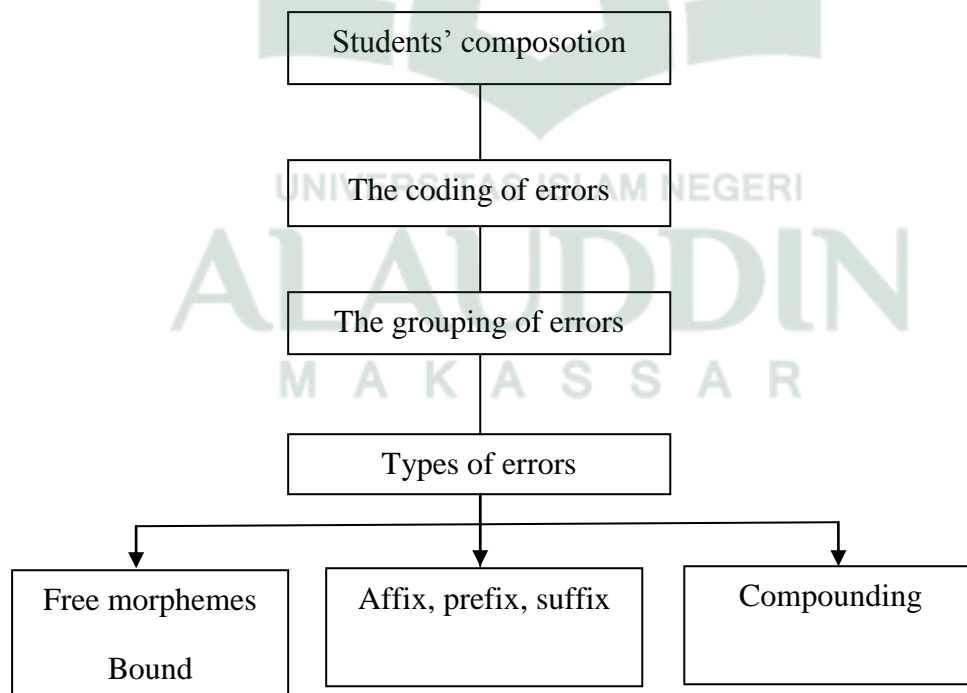 Students’ composotion
The coding of errors
UNIVERSITAS ISLAM NEGERI
ALAUDDIN
The grouping of errors
MAKASSAR
Types of errors
Free morphemes
Bound
Affix, prefix, suffix
Compounding